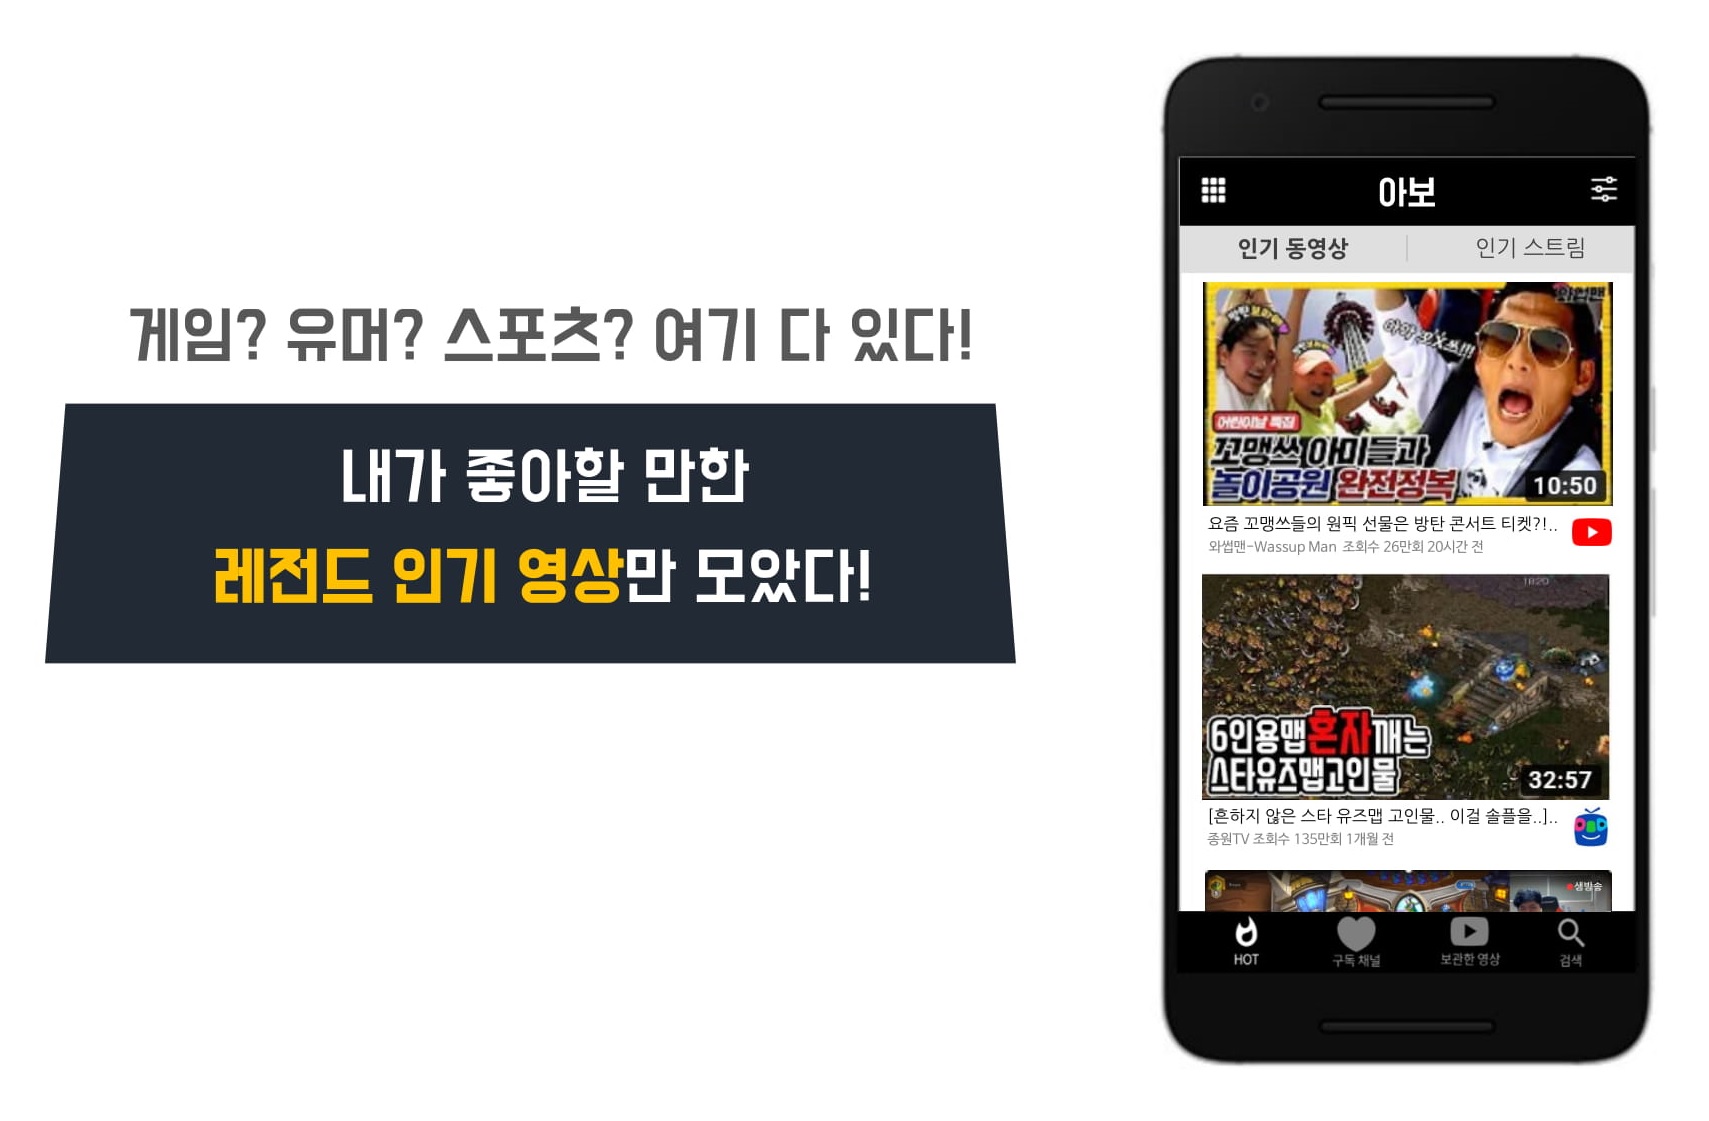 게임? 유머? 스포츠? 여기 다 있다!
내가 좋아할 만한
레전드 인기 영상만 모았다!
아보
인기 동영상
인기 스트림
와썹맨
아아 오X쓰!!!
어린이날 특집
꼬맹쓰 아미들과
놀이공원 완전정복
10:50
요즘 꼬맹쓰들의 원픽 선물은 방탄 콘서트 티켓?!..
와썹맨-Wassup Man 조회수 26만회 20시간 전
1820
6인용맵 혼자 깨는
스타유즈맵고인물
32:57
[흔하지 않은 스타 유즈맵 고인물.. 이걸 솔플을..]..
종원TV 조회수 135만회 1개월 전
생방송
HOT
구독 채널
보관한 영상
검색